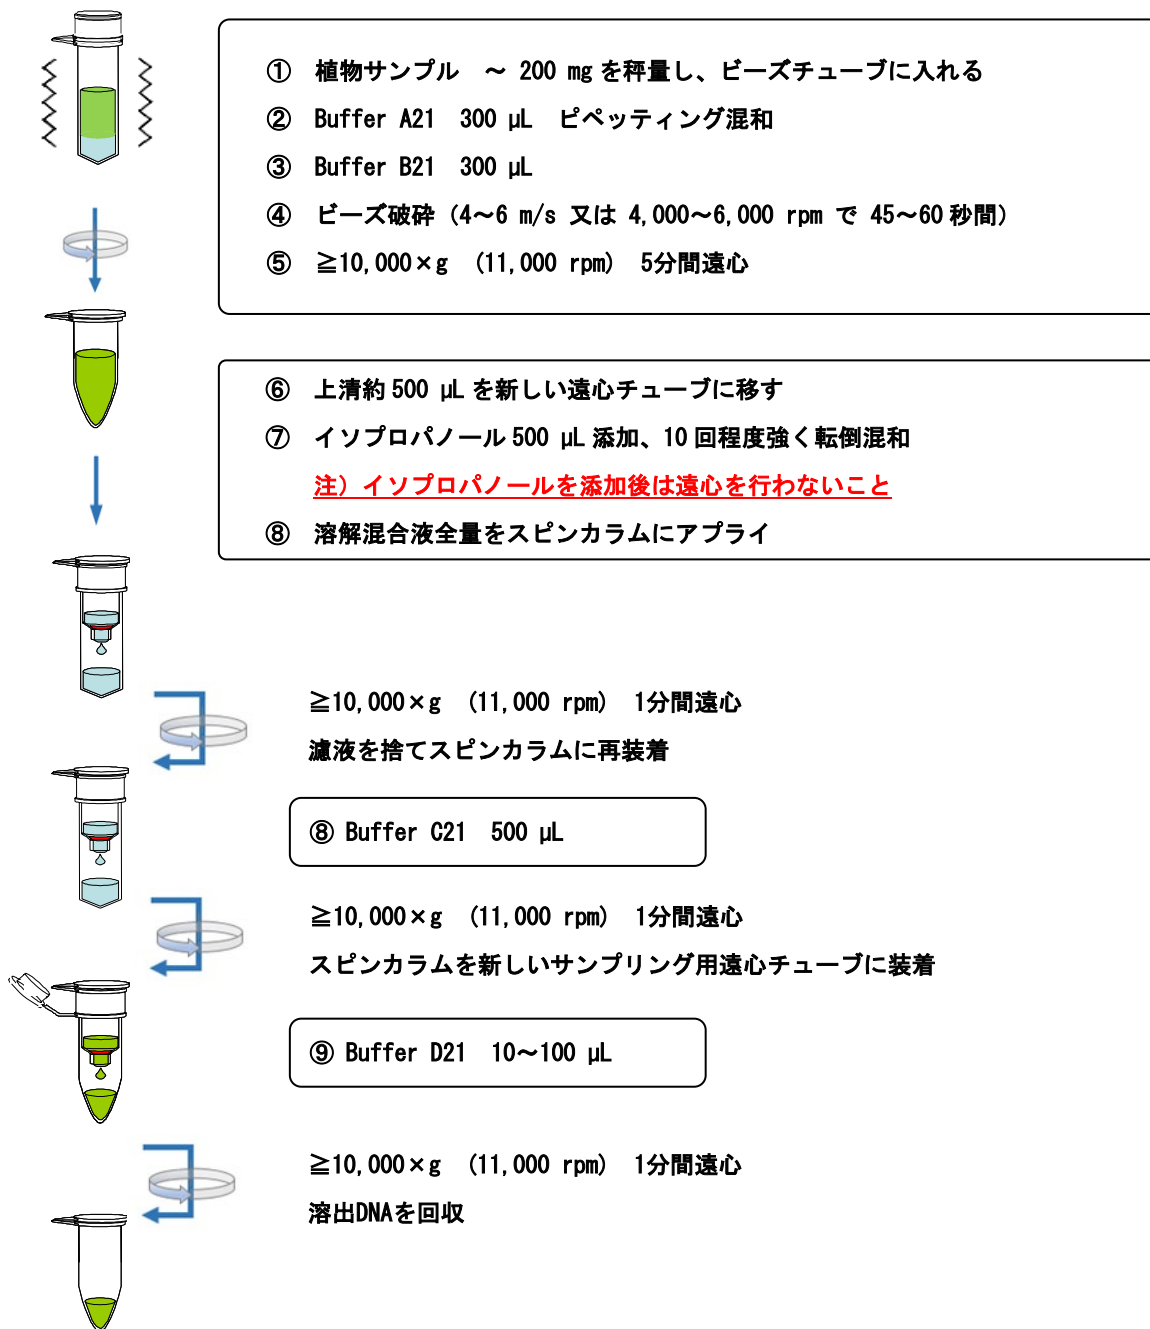 ① 植物サンプル ～ 200 mg を秤量し、ビーズチューブに入れる
② Buffer A21 300 μL ピペッティング混和
③ Buffer B21 300 μL
④ ビーズ破砕（4～6 m/s 又は 4,000～6,000 rpm で 45～60 秒間）
⑤ ≧10,000×g (11,000 rpm) 5分間遠心
⑥ 上清約 500 μL を新しい遠心チューブに移す
⑦ イソプロパノール 500 μL 添加、10 回程度強く転倒混和
注）イソプロパノールを添加後は遠心を行わないこと
⑧ 溶解混合液全量をスピンカラムにアプライ
≧10,000×g (11,000 rpm) 1分間遠心
濾液を捨てスピンカラムに再装着
⑧ Buffer C21 500 μL
≧10,000×g (11,000 rpm) 1分間遠心
スピンカラムを新しいサンプリング用遠心チューブに装着
⑨ Buffer D21 10～100 μL
≧10,000×g (11,000 rpm) 1分間遠心
溶出DNAを回収